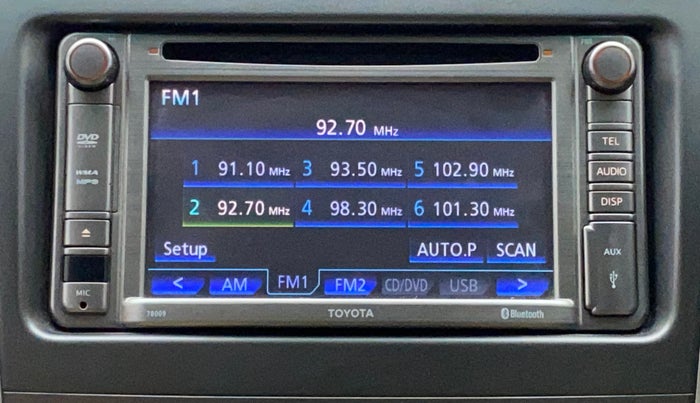 FM1
92.70 MHz
1 91.10 MHz 3 93.50 MHz 5 102.90 MHz
2 92.70 MHz 4 98.30 MHz 6 101.30 MHz
Setup AUTO.P SCAN
< AM FM1 FM2 CD/DVD USB >
DVD
WMA
MP3
MIC
TEL
AUDIO
DISP
AUX
78009 TOYOTA Bluetooth